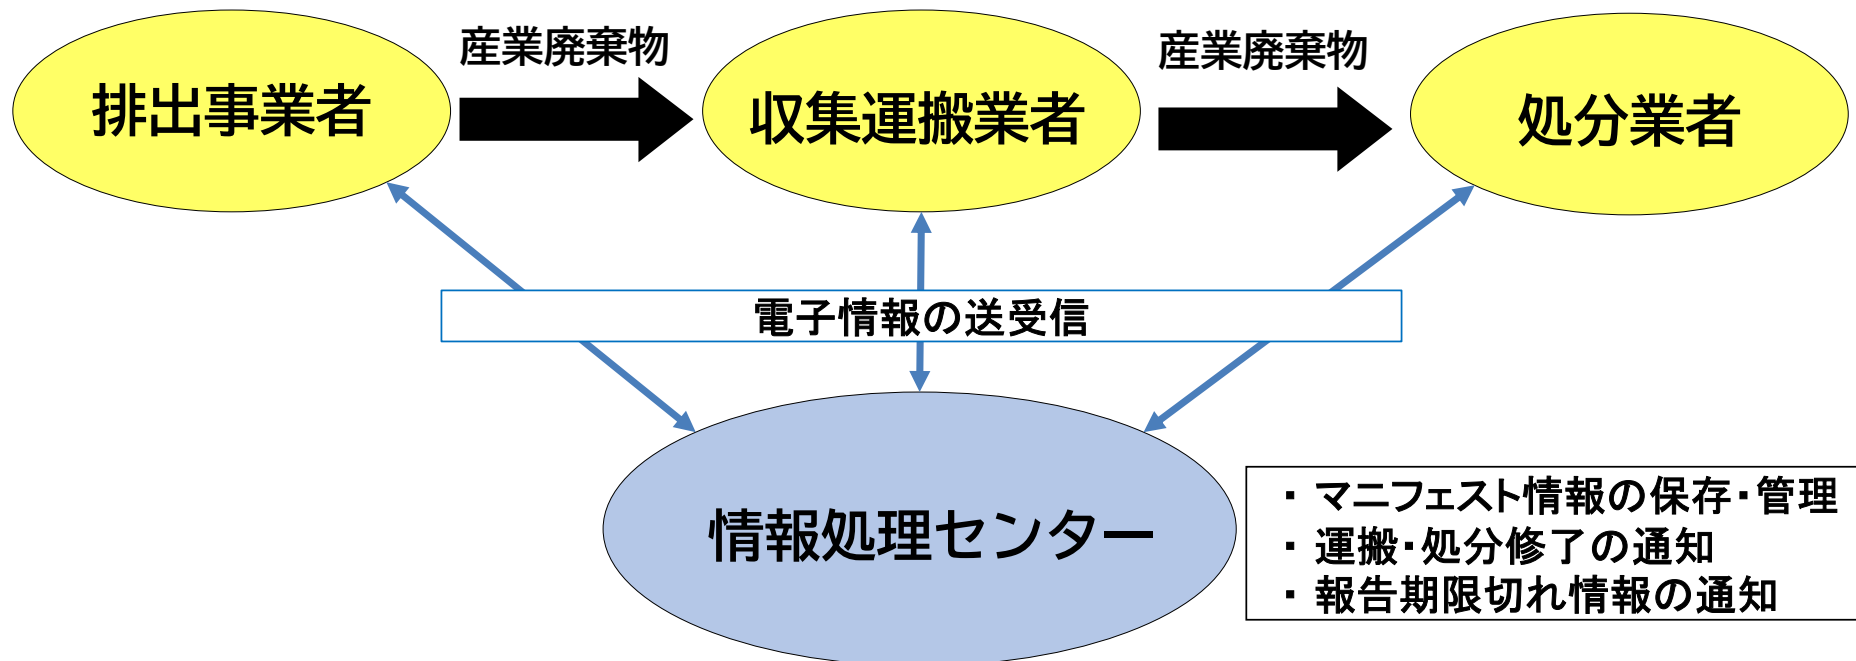 産業廃棄物
産業廃棄物
排出事業者
収集運搬業者
処分業者
電子情報の送受信
情報処理センター
・ マニフェスト情報の保存・管理
・ 運搬・処分修了の通知
・ 報告期限切れ情報の通知